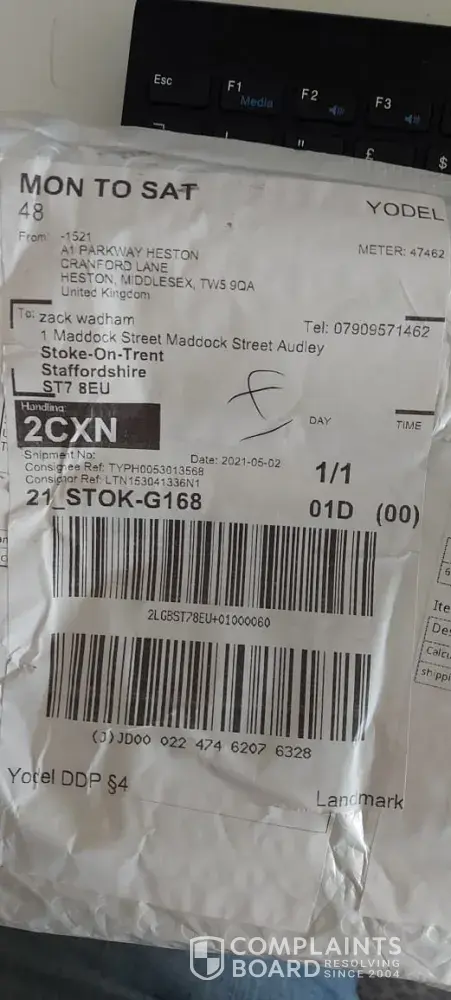 Esc
F1
Media
F2
F3
"
£
$
MON TO SAT
48
YODEL
From -1521
METER: 47462
A1 PARKWAY HESTON
CRANFORD LANE
HESTON, MIDDLESEX, TW5 9QA
United Kingdom
To: zack wadham
Tel: 07909571462
1 Maddock Street Maddock Street Audley
Stoke-On-Trent
Staffordshire
ST7 8EU
Handling:
2CXN
DAY
TIME
Shipment No:
Date: 2021-05-02
Consignee Ref: TYPH0053013568
1/1
Consignor Ref: LTN153041336N1
21_STOK-G168
01D (00)
2LGBST78EU+01000060
(J)JD00 022 474 6207 6328
Yodel DDP §4
Landmark
Ite
De
Calcu
shippi
COMPLAINTS
BOARD RESOLVING
SINCE 2004